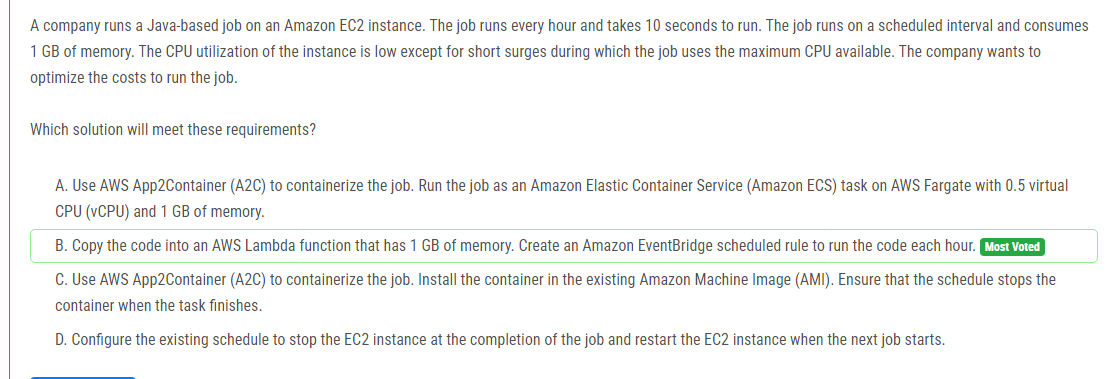 A company runs a Java-based job on an Amazon EC2 instance. The job runs every hour and takes 10 seconds to run. The job runs on a scheduled interval and consumes
1 GB of memory. The CPU utilization of the instance is low except for short surges during which the job uses the maximum CPU available. The company wants to
optimize the costs to run the job.
Which solution will meet these requirements?
A. Use AWS App2Container (A2C) to containerize the job. Run the job as an Amazon Elastic Container Service (Amazon ECS) task on AWS Fargate with 0.5 virtual
CPU (vCPU) and 1 GB of memory.
B. Copy the code into an AWS Lambda function that has 1 GB of memory. Create an Amazon EventBridge scheduled rule to run the code each hour. Most Voted
C. Use AWS App2Container (A2C) to containerize the job. Install the container in the existing Amazon Machine Image (AMI). Ensure that the schedule stops the
container when the task finishes.
D. Configure the existing schedule to stop the EC2 instance at the completion of the job and restart the EC2 instance when the next job starts.